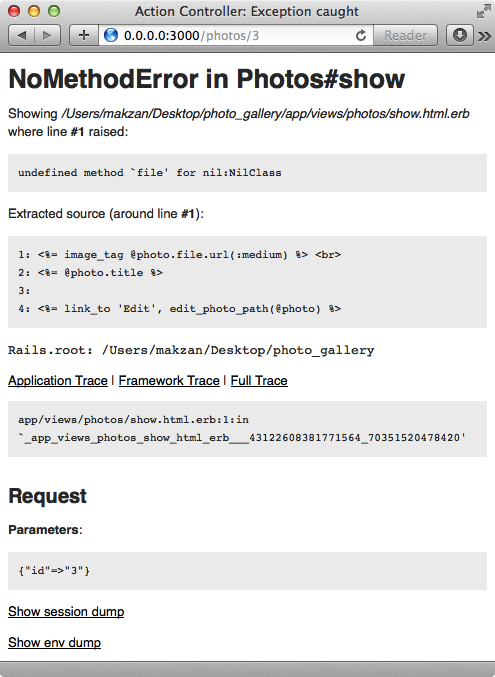 Action Controller: Exception caught
0.0.0.0:3000/photos/3
Reader
NoMethodError in Photos#show
Showing /Users/makzan/Desktop/photo_gallery/app/views/photos/show.html.erb
where line #1 raised:
undefined method `file' for nil:NilClass
Extracted source (around line #1):
1: <%= image_tag @photo.file.url(:medium) %> <br>
2: <%= @photo.title %>
3:
4: <%= link_to 'Edit', edit_photo_path(@photo) %>
Rails.root: /Users/makzan/Desktop/photo_gallery
Application Trace | Framework Trace | Full Trace
app/views/photos/show.html.erb:1:in
`_app_views_photos_show_html_erb___43122608381771564_70351520478420'
Request
Parameters:
{"id"=>"3"}
Show session dump
Show env dump